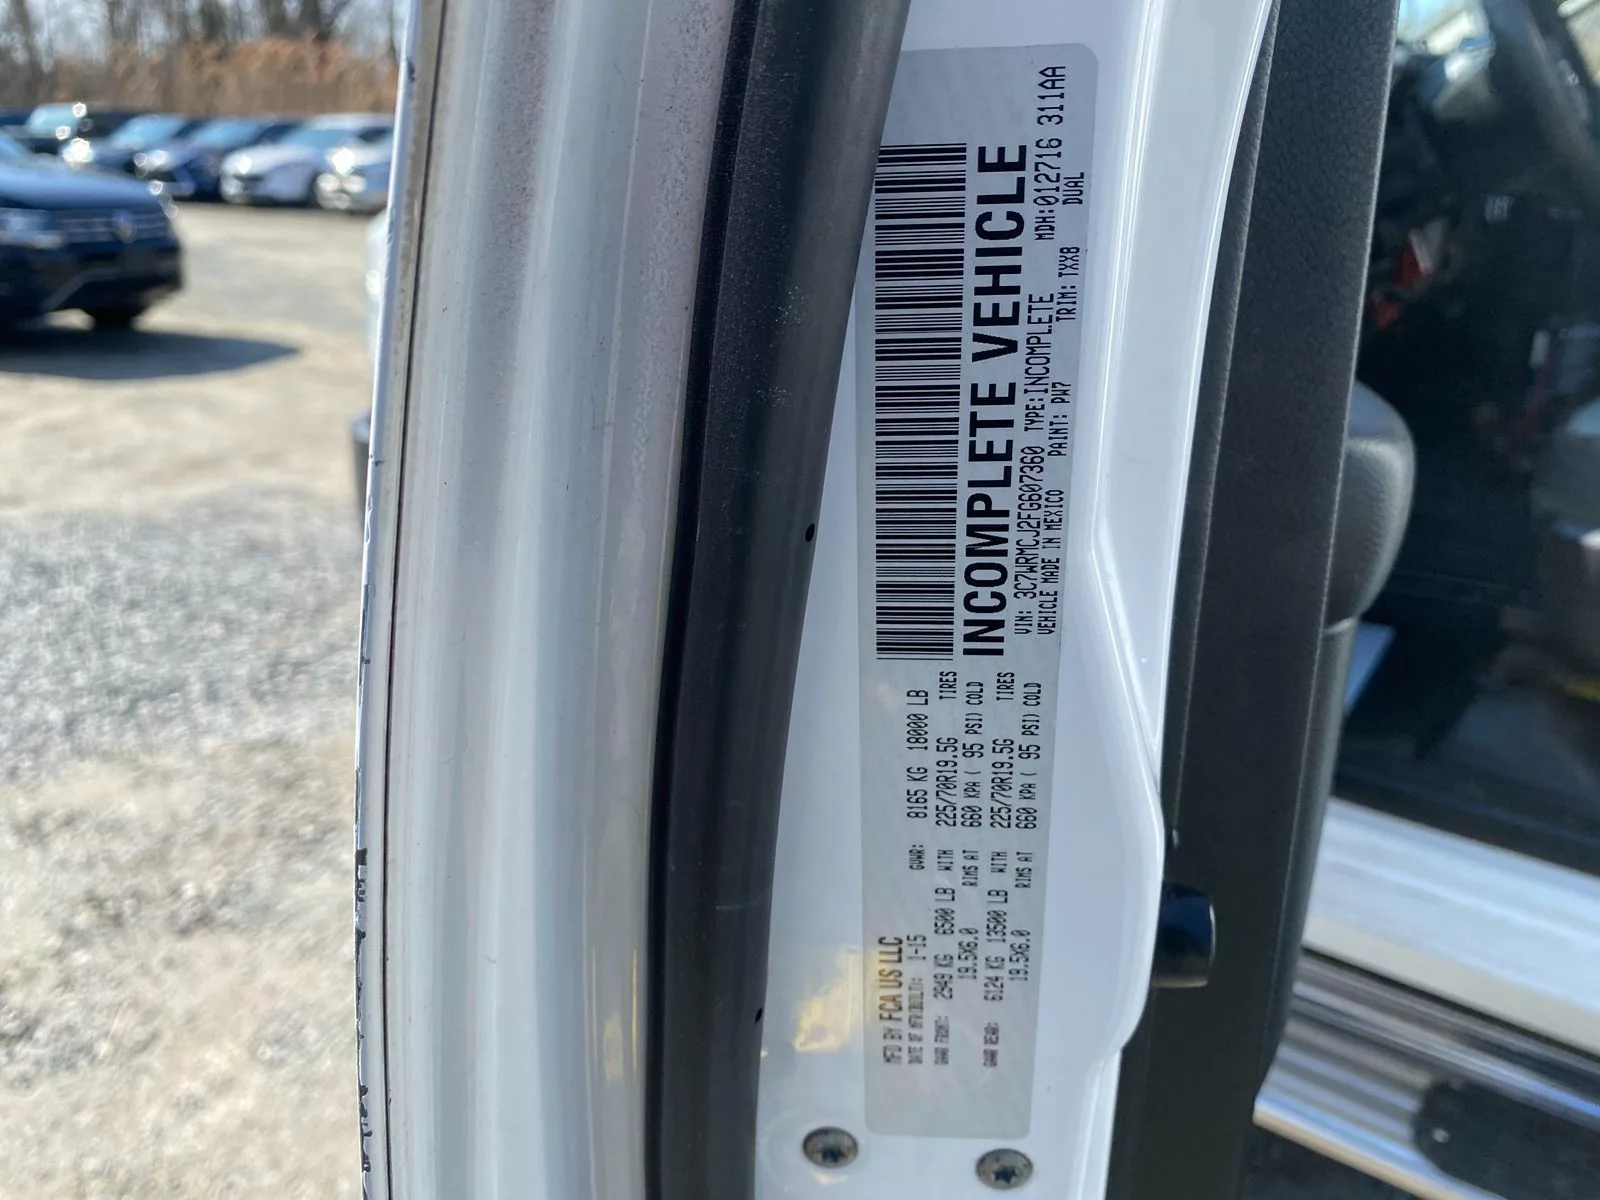 MFD BY FCA US LLC
DATE OF MFR(BUILT): 1-15 GVWR: 8165 KG 18000 LB
GAWR FRONT: 2949 KG 6500 LB WITH 225/70R19.5G TIRES
19.5X6.0 RIMS AT 660 KPA ( 95 PSI) COLD
GAWR REAR: 6124 KG 13500 LB WITH 225/70R19.5G TIRES
19.5X6.0 RIMS AT 660 KPA ( 95 PSI) COLD
INCOMPLETE VEHICLE
VIN: 3C7WRMCJ2FG607360 TYPE: INCOMPLETE MDH:012716 311AA
VEHICLE MADE IN MEXICO PAINT: PW7 TRIM: TXX8 DUAL